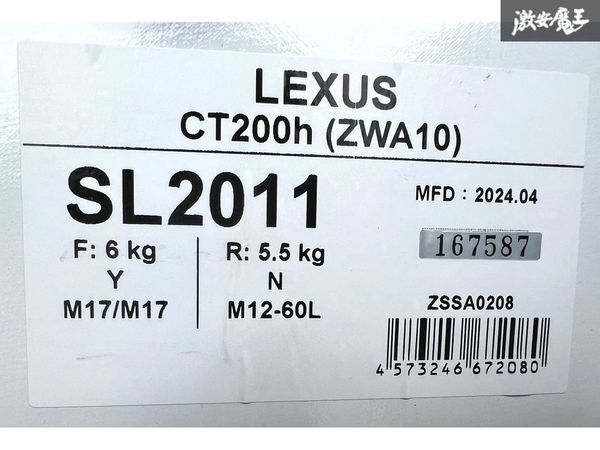 激安魔王
LEXUS
CT200h (ZWA10)
SL2011
MFD : 2024.04
167587
F: 6 kg
Y
M17/M17
R: 5.5 kg
N
M12-60L
ZSSA0208
4 573246 672080